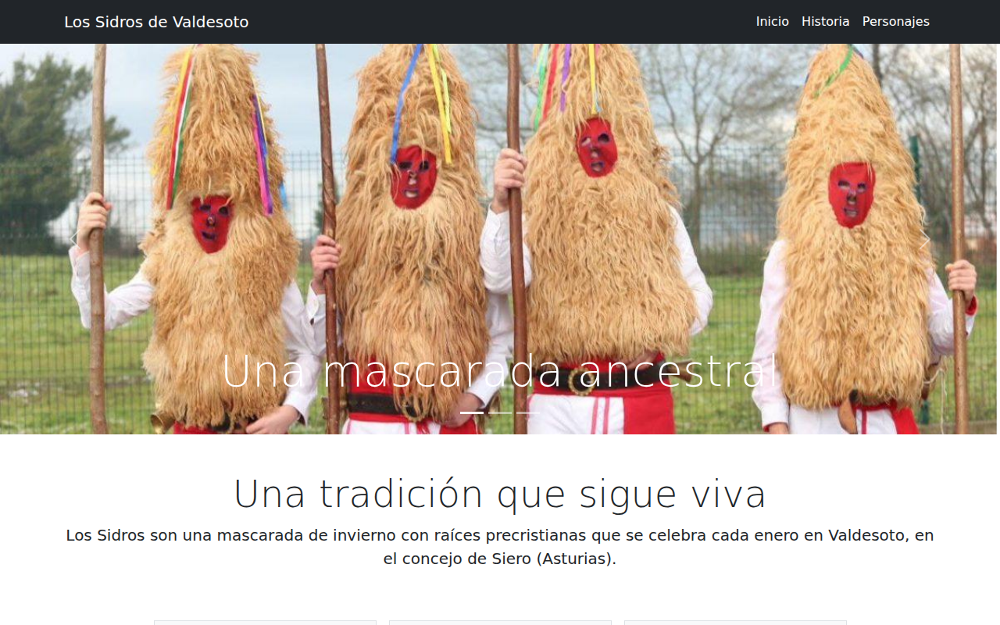 Los Sidros de Valdesoto
Inicio Historia Personajes
Una mascarada ancestral
Una tradición que sigue viva
Los Sidros son una mascarada de invierno con raíces precristianas que se celebra cada enero en Valdesoto, en
el concejo de Siero (Asturias).